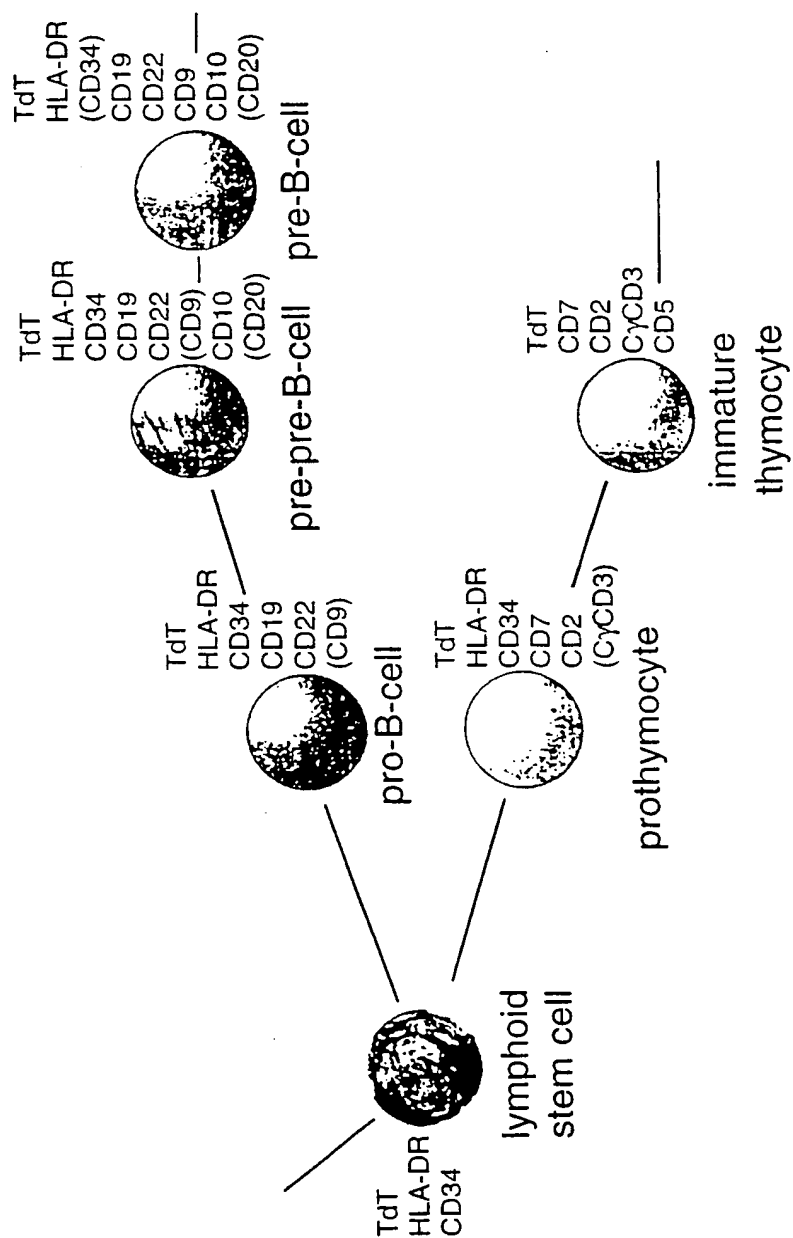 TdT
HLA-DR
CD34
lymphoid
stem cell
TdT
HLA-DR
CD34
CD19
CD22
(CD9)
pro-B-cell
TdT
HLA-DR
CD34
CD19
CD22
(CD9)
CD10
(CD20)
pre-pre-B-cell
TdT
HLA-DR
(CD34)
CD19
CD22
CD9
CD10
(CD20)
pre-B-cell
TdT
HLA-DR
CD34
CD7
CD2
(CγCD3)
prothymocyte
TdT
CD7
CD2
CγCD3
CD5
immature
thymocyte